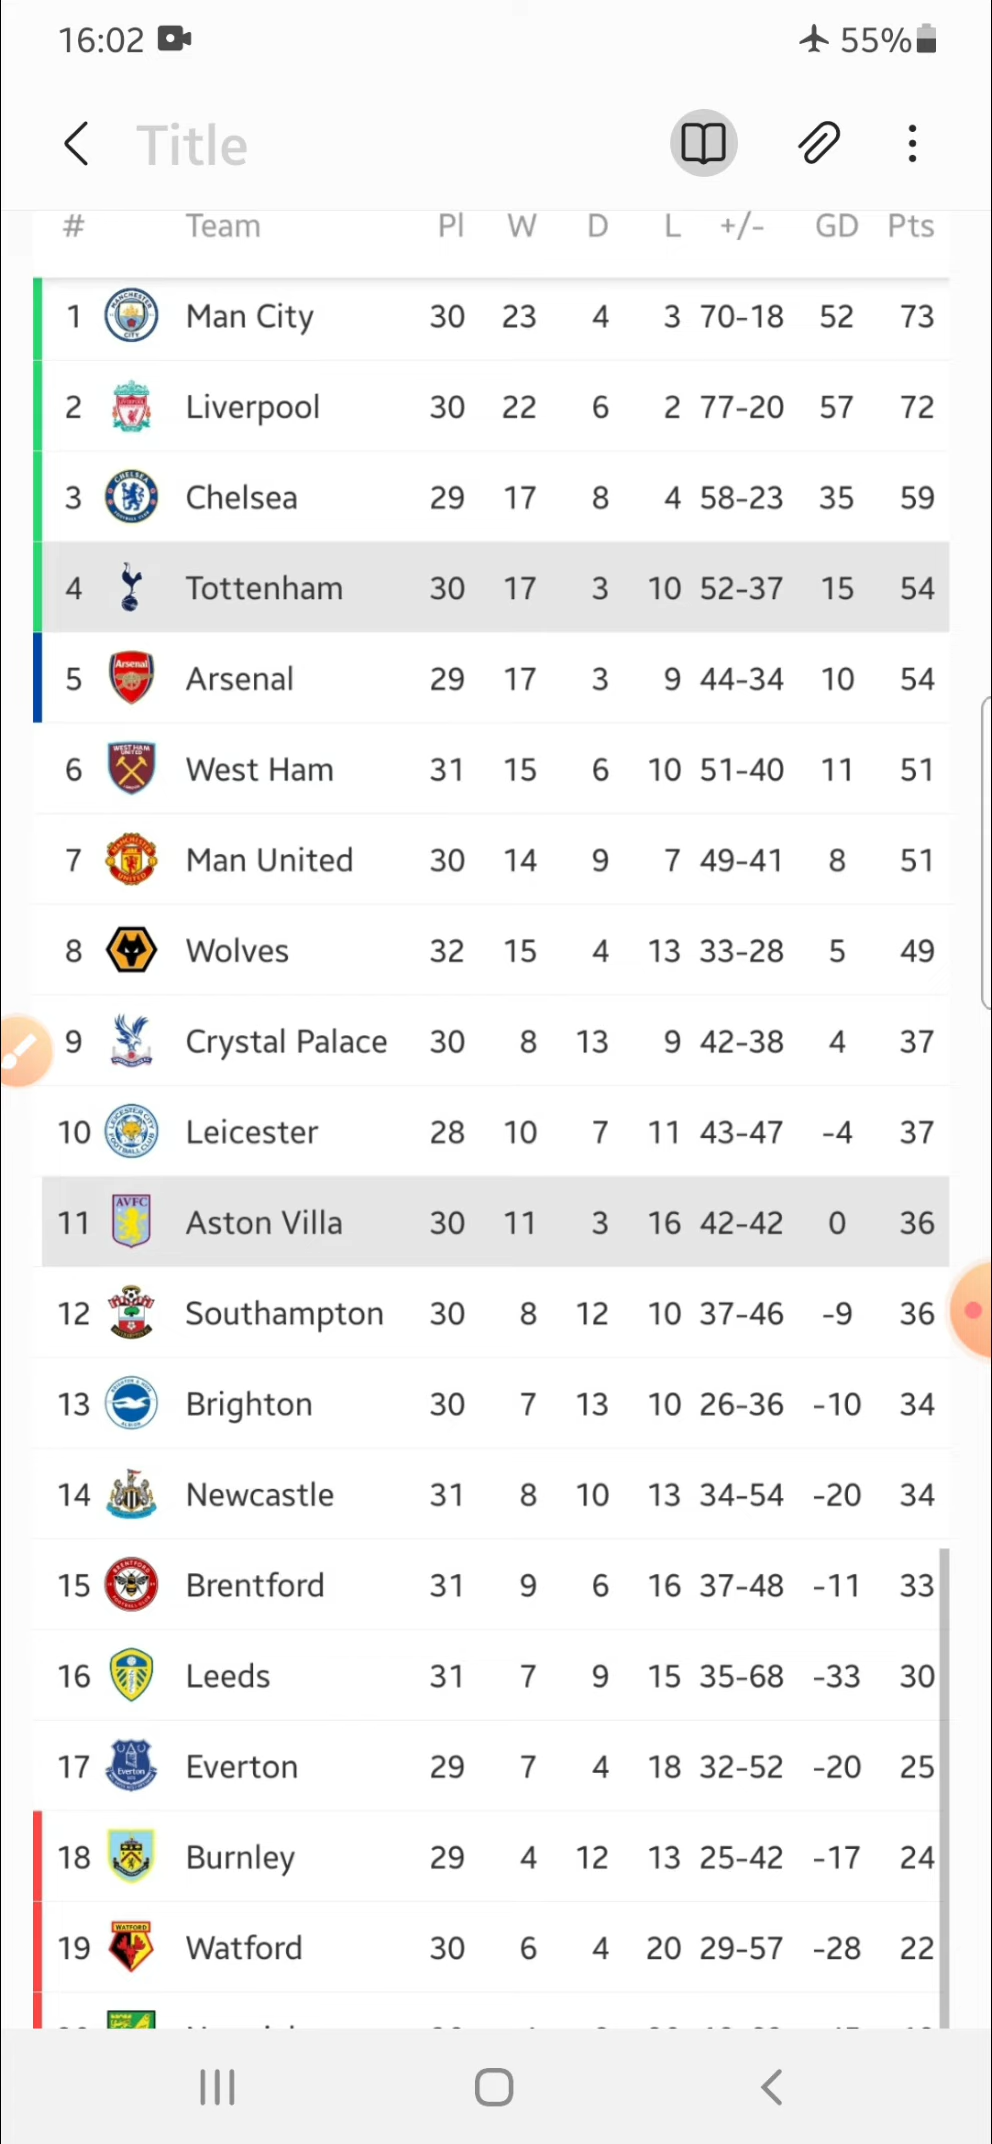 16:02 55%
Title
# Team Pl W D L +/- GD Pts
1 Man City 30 23 4 3 70-18 52 73
2 Liverpool 30 22 6 2 77-20 57 72
3 Chelsea 29 17 8 4 58-23 35 59
4 Tottenham 30 17 3 10 52-37 15 54
5 Arsenal 29 17 3 9 44-34 10 54
6 West Ham 31 15 6 10 51-40 11 51
7 Man United 30 14 9 7 49-41 8 51
8 Wolves 32 15 4 13 33-28 5 49
9 Crystal Palace 30 8 13 9 42-38 4 37
10 Leicester 28 10 7 11 43-47 -4 37
11 AVFC Aston Villa 30 11 3 16 42-42 0 36
12 Southampton 30 8 12 10 37-46 -9 36
13 Brighton 30 7 13 10 26-36 -10 34
14 Newcastle 31 8 10 13 34-54 -20 34
15 Brentford 31 9 6 16 37-48 -11 33
16 Leeds 31 7 9 15 35-68 -33 30
17 Everton 29 7 4 18 32-52 -20 25
18 Burnley 29 4 12 13 25-42 -17 24
19 Watford 30 6 4 20 29-57 -28 22